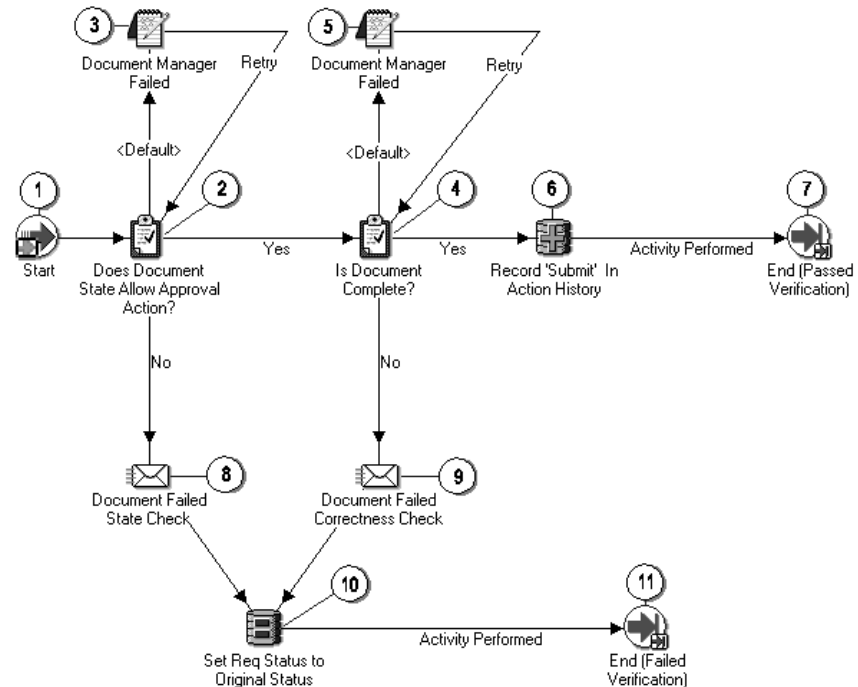 3
5
Document Manager
Failed
Document Manager
Failed
Retry
Retry
<Default>
<Default>
1
2
4
6
7
Start
Does Document
State Allow Approval
Action?
Yes
Is Document
Complete?
Yes
Record 'Submit' In
Action History
Activity Performed
End (Passed
Verification)
No
No
8
9
Document Failed
State Check
Document Failed
Correctness Check
10
11
Set Req Status to
Original Status
Activity Performed
End (Failed
Verification)